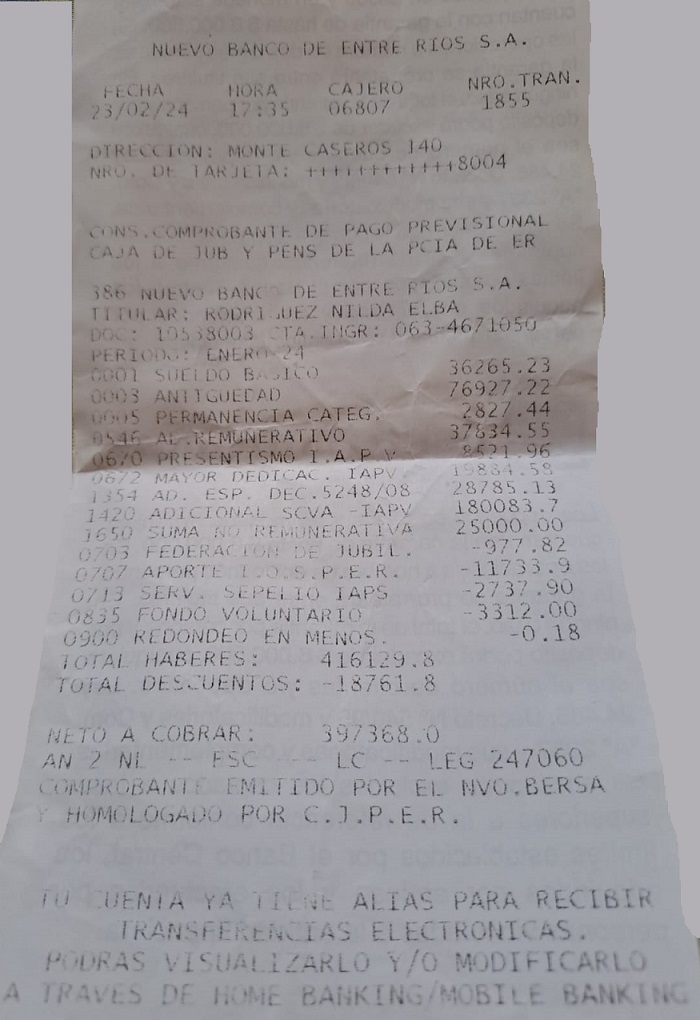 NUEVO BANCO DE ENTRE RIOS S.A.
FECHA HORA CAJERO NRO.TRAN.
23/02/24 17:35 06807 1855
DIRECCION: MONTE CASEROS 140
NRO. DE TARJETA: ++++++++++++8004
CONS.COMPROBANTE DE PAGO PREVISIONAL
CAJA DE JUB Y PENS DE LA PCIA DE ER
386 NUEVO BANCO DE ENTRE RIOS S.A.
TITULAR: RODRIGUEZ NILDA ELBA
DOC: 10538003 CTA.INGR: 063-4671050
PERIODO: ENERO-24
0001 SUELDO BASICO 36265.23
0003 ANTIGUEDAD 76927.22
0005 PERMANENCIA CATEG. 2827.44
0546 AD.REMUNERATIVO 37834.55
0670 PRESENTISMO I.A.P.V 8521.96
0672 MAYOR DEDICAC. IAPV. 19884.58
1354 AD. ESP. DEC.5248/08 28785.13
1420 ADICIONAL SCVA -IAPV 180083.7
1650 SUMA NO REMUNERATIVA 25000.00
0703 FEDERACION DE JUBIL. -977.82
0707 APORTE I.O.S.P.E.R. -11733.9
0713 SERV. SEPELIO IAPS -2737.90
0835 FONDO VOLUNTARIO -3312.00
0900 REDONDEO EN MENOS. -0.18
TOTAL HABERES: 416129.8
TOTAL DESCUENTOS: -18761.8
NETO A COBRAR: 397368.0
AN 2 NL -- ESC -- LC -- LEG 247060
COMPROBANTE EMITIDO POR EL NVO.BERSA
Y HOMOLOGADO POR C.J.P.E.R.
TU CUENTA YA TIENE ALIAS PARA RECIBIR
TRANSFERENCIAS ELECTRONICAS.
PODRAS VISUALIZARLO Y/O MODIFICARLO
A TRAVES DE HOME BANKING/MOBILE BANKING